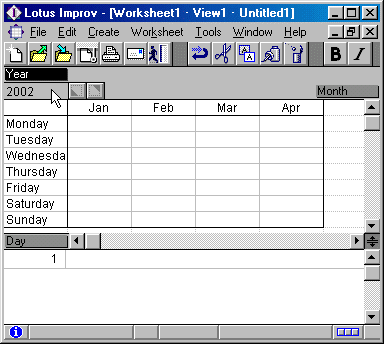 Lotus Improv - [Worksheet1 · View1 · Untitled1]
File Edit Create Worksheet Tools Window Help
B I
Year
2002 Month
Jan Feb Mar Apr
Monday
Tuesday
Wednesda
Thursday
Friday
Saturday
Sunday
Day
1